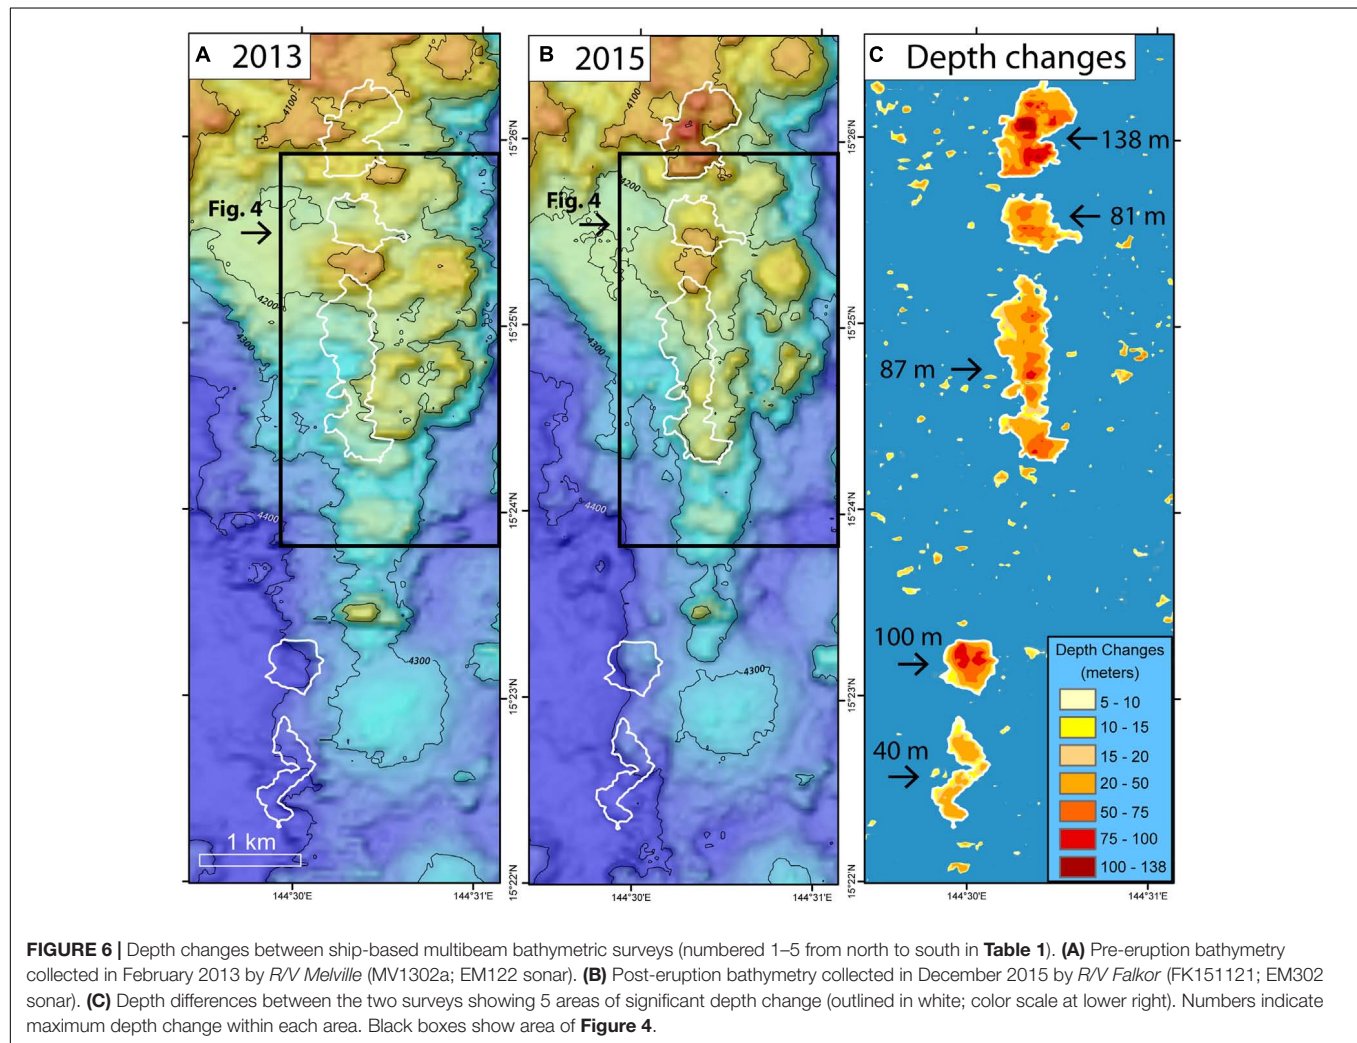 A 2013
B 2015
C Depth changes
4100
4100
4200
4200
4300
4300
4400
4400
4300
4300
Fig. 4
Fig. 4
138 m
81 m
87 m
100 m
40 m
15°26'N
15°25'N
15°24'N
15°23'N
15°22'N
15°26'N
15°25'N
15°24'N
15°23'N
15°22'N
1 km
Depth Changes
(meters)
5 - 10
10 - 15
15 - 20
20 - 50
50 - 75
75 - 100
100 - 138
144°30'E
144°31'E
144°30'E
144°31'E
144°30'E
144°31'E
FIGURE 6 | Depth changes between ship-based multibeam bathymetric surveys (numbered 1–5 from north to south in Table 1). (A) Pre-eruption bathymetry
collected in February 2013 by R/V Melville (MV1302a; EM122 sonar). (B) Post-eruption bathymetry collected in December 2015 by R/V Falkor (FK151121; EM302
sonar). (C) Depth differences between the two surveys showing 5 areas of significant depth change (outlined in white; color scale at lower right). Numbers indicate
maximum depth change within each area. Black boxes show area of Figure 4.